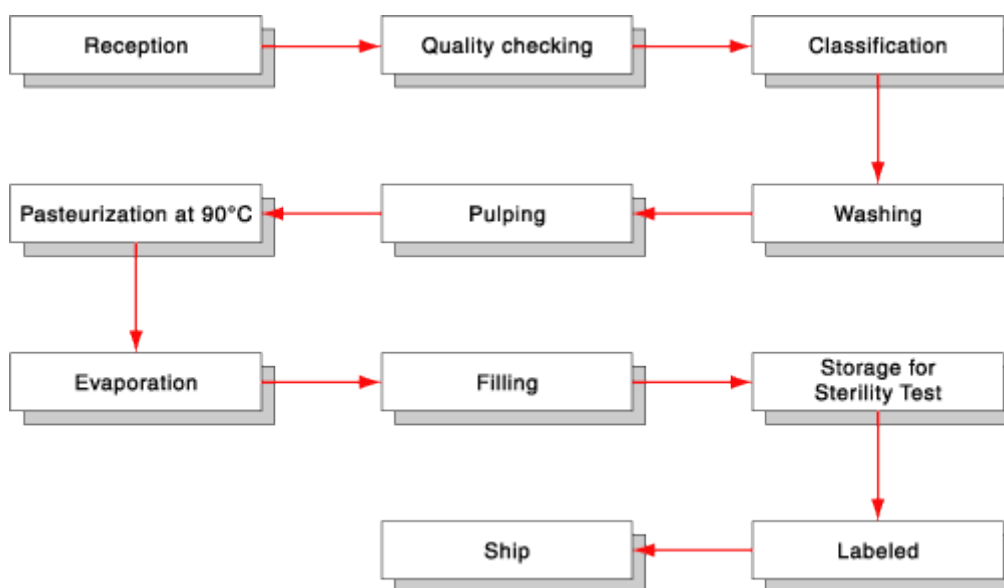 Reception
Quality checking
Classification
Washing
Pulping
Pasteurization at 90°C
Evaporation
Filling
Storage for
Sterility Test
Labeled
Ship